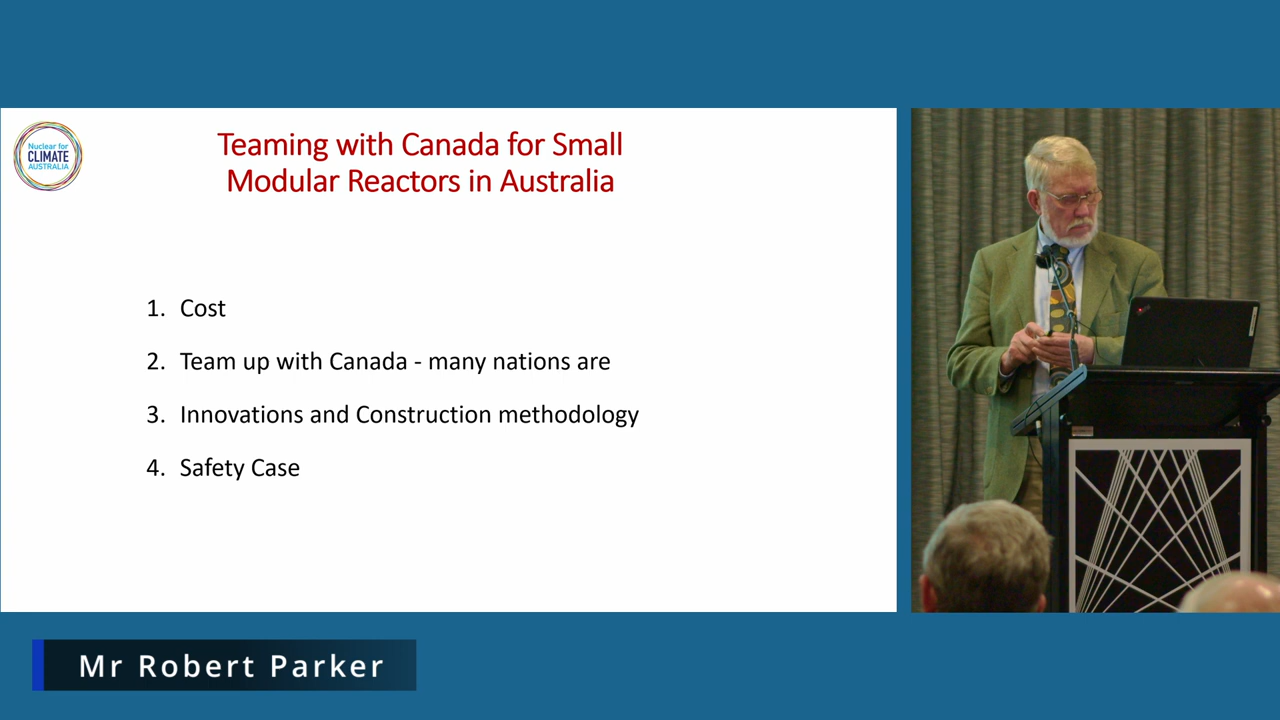 Nuclear for
CLIMATE
AUSTRALIA
Teaming with Canada for Small
Modular Reactors in Australia
1. Cost
2. Team up with Canada - many nations are
3. Innovations and Construction methodology
4. Safety Case
Mr Robert Parker